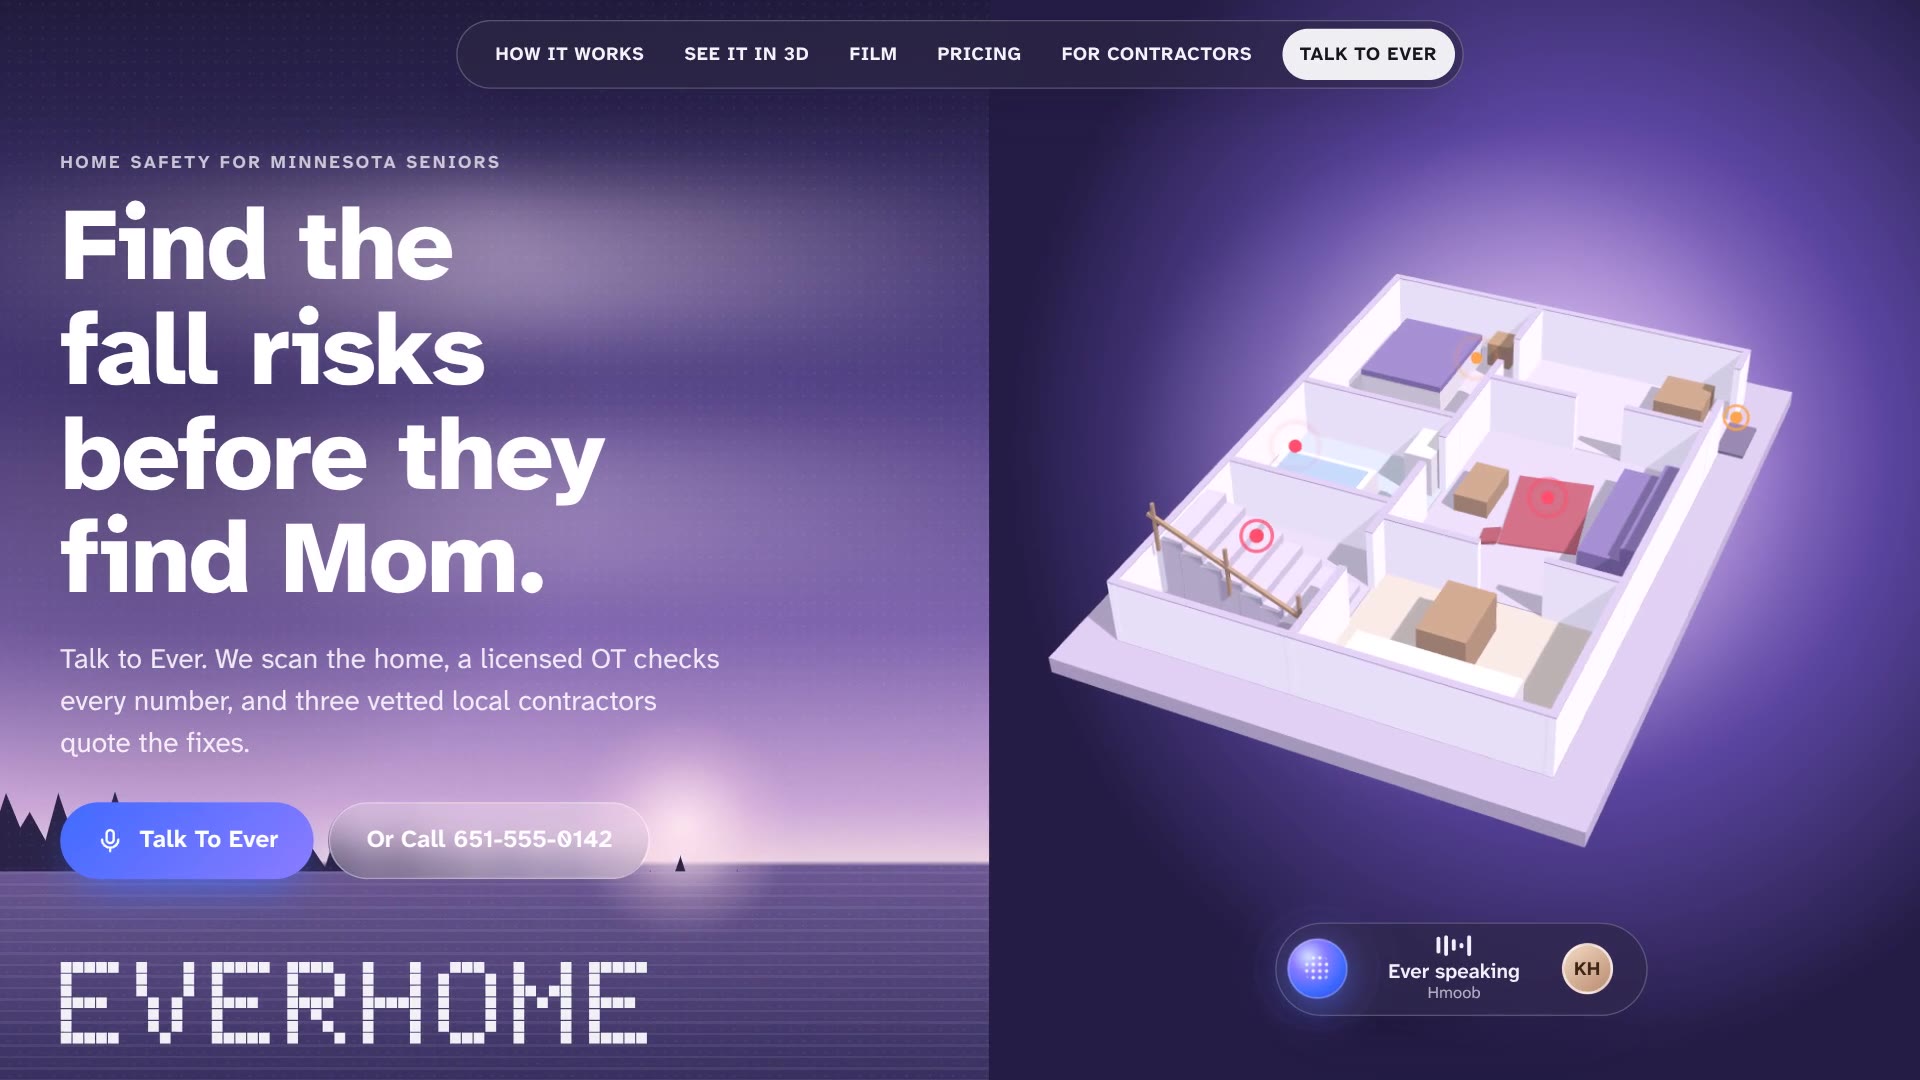 HOW IT WORKS SEE IT IN 3D FILM PRICING FOR CONTRACTORS TALK TO EVER
HOME SAFETY FOR MINNESOTA SENIORS
Find the
fall risks
before they
find Mom.
Talk to Ever. We scan the home, a licensed OT checks
every number, and three vetted local contractors
quote the fixes.
Talk To Ever
Or Call 651-555-0142
EVERHOME
Ever speaking
Hmoob
KH